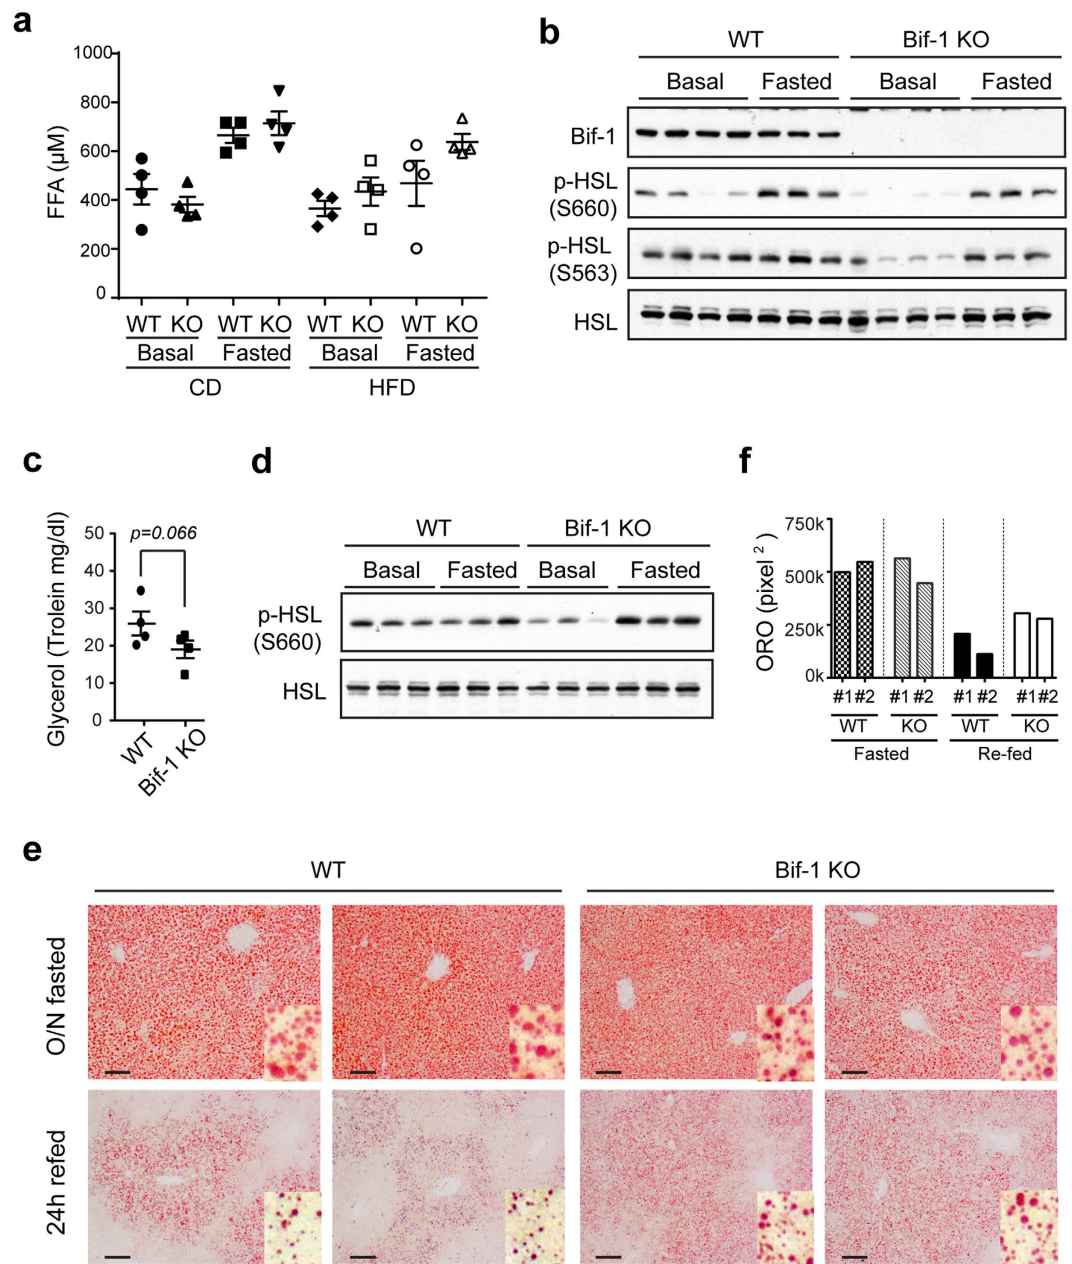 a
1000
800
600
400
200
0
FFA (µM)
WT KO WT KO WT KO WT KO
Basal Fasted Basal Fasted
CD HFD
b
WT Bif-1 KO
Basal Fasted Basal Fasted
Bif-1
p-HSL
(S660)
p-HSL
(S563)
HSL
c
Glycerol (Trolein mg/dl)
50
40
30
20
10
0
p=0.066
WT
Bif-1 KO
d
WT Bif-1 KO
Basal Fasted Basal Fasted
p-HSL
(S660)
HSL
f
ORO (pixel²)
750k
500k
250k
0k
#1 #2 #1 #2 #1 #2 #1 #2
WT KO WT KO
Fasted Re-fed
e
WT Bif-1 KO
O/N fasted
24h refed